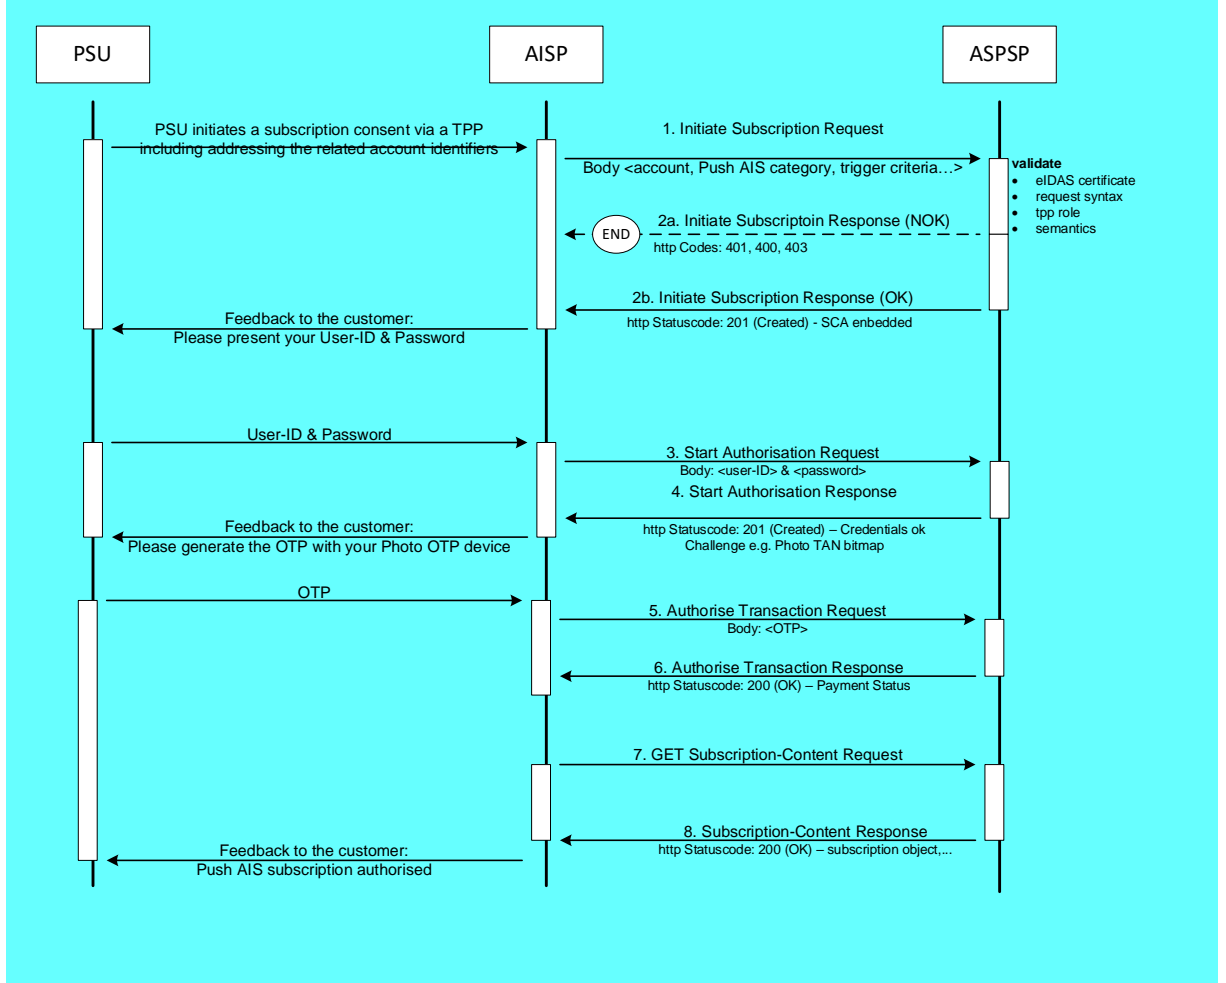 PSU
AISP
ASPSP
PSU initiates a subscription consent via a TPP
including addressing the related account identifiers
1. Initiate Subscription Request
Body <account, Push AIS category, trigger criteria…>
validate
• eIDAS certificate
• request syntax
• tpp role
• semantics
2a. Initiate Subscriptoin Response (NOK)
END
http Codes: 401, 400, 403
2b. Initiate Subscription Response (OK)
http Statuscode: 201 (Created) - SCA enbedded
Feedback to the customer:
Please present your User-ID & Password
User-ID & Password
3. Start Authorisation Request
Body: <user-ID> & <password>
4. Start Authorisation Response
http Statuscode: 201 (Created) – Credentials ok
Challenge e.g. Photo TAN bitmap
Feedback to the customer:
Please generate the OTP with your Photo OTP device
OTP
5. Authorise Transaction Request
Body: <OTP>
6. Authorise Transaction Response
http Statuscode: 200 (OK) – Payment Status
7. GET Subscription-Content Request
8. Subscription-Content Response
http Statuscode: 200 (OK) – subscription object,...
Feedback to the customer:
Push AIS subscription authorised